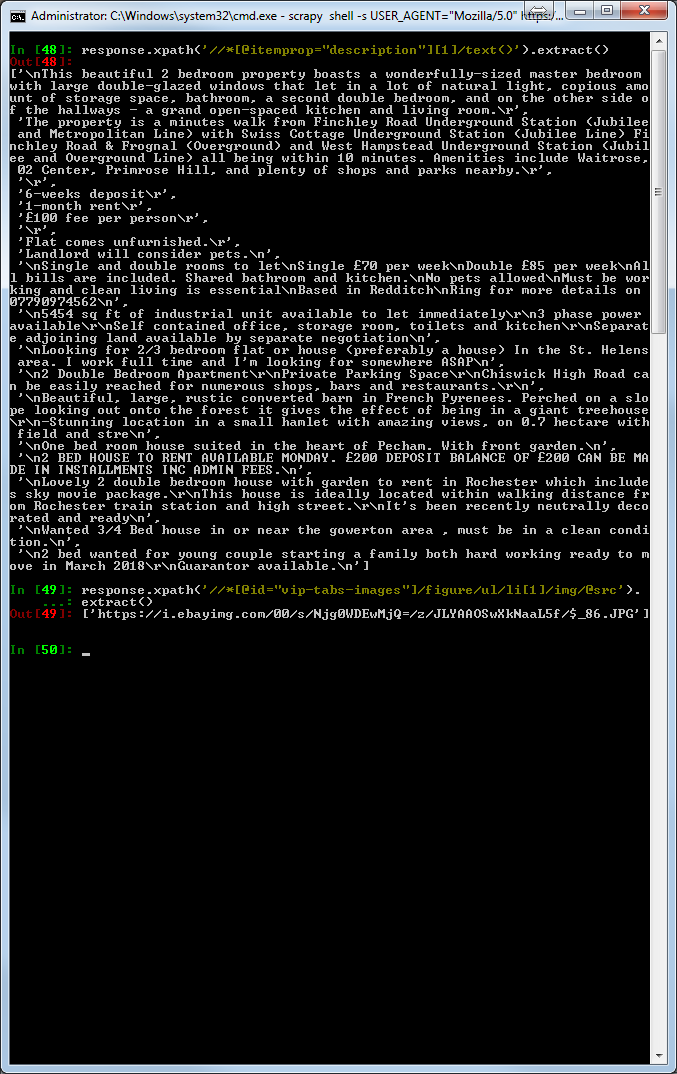 Administrator: C:\Windows\system32\cmd.exe - scrapy  shell -s USER_AGENT="Mozilla/5.0" https:/...
In [48]: response.xpath('//*[@itemprop="description"][1]/text()').extract()
Out[48]:
['\nThis beautiful 2 bedroom property boasts a wonderfully-sized master bedroom
with large double-glazed windows that let in a lot of natural light, copious amo
unt of storage space, bathroom, a second double bedroom, and on the other side o
f the hallways - a grand open-spaced kitchen and living room.\r',
 'The property is a minutes walk from Finchley Road Underground Station (Jubilee
 and Metropolitan Line) with Swiss Cottage Underground Station (Jubilee Line) Fi
nchley Road & Frognal (Overground) and West Hampstead Underground Station (Jubil
ee and Overground Line) all being within 10 minutes. Amenities include Waitrose,
 02 Center, Primrose Hill, and plenty of shops and parks nearby.\r',
 '\r',
 '6-weeks deposit\r',
 '1-month rent\r',
 '£100 fee per person\r',
 '\r',
 'Flat comes unfurnished.\r',
 'Landlord will consider pets.\n',
 '\nSingle and double rooms to let\nSingle £70 per week\nDouble £85 per week\nAl
l bills are included. Shared bathroom and kitchen.\nNo pets allowed\nMust be wor
king and clean living is essential\nBased in Redditch\nRing for more details on
07790974562\n',
 '\n5454 sq ft of industrial unit available to let immediately\r\n3 phase power
available\r\nSelf contained office, storage room, toilets and kitchen\r\nSeparat
e adjoining land available by separate negotiation\n',
 '\nLooking for 2/3 bedroom flat or house (preferably a house) In the St. Helens
 area. I work full time and I'm looking for somewhere ASAP\n',
 '\n2 Double Bedroom Apartment\r\nPrivate Parking Space\r\nChiswick High Road ca
n be easily reached for numerous shops, bars and restaurants.\r\n',
 '\nBeautiful, large, rustic converted barn in French Pyrenees. Perched on a slo
pe looking out onto the forest it gives the effect of being in a giant treehouse
\r\n-Stunning location in a small hamlet with amazing views, on 0.7 hectare with
 field and stre\n',
 '\nOne bed room house suited in the heart of Pecham. With front garden.\n',
 '\n2 BED HOUSE TO RENT AVAILABLE MONDAY. £200 DEPOSIT BALANCE OF £200 CAN BE MA
DE IN INSTALLMENTS INC ADMIN FEES.\n',
 '\nLovely 2 double bedroom house with garden to rent in Rochester which include
s sky movie package.\r\r\nThis house is ideally located within walking distance fr
om Rochester train station and high street.\r\r\nIt's been recently neutrally deco
rated and ready\n',
 '\nWanted 3/4 Bed house in or near the gowerton area , must be in a clean condi
tion.\n',
 '\n2 bed wanted for young couple starting a family both hard working ready to m
ove in March 2018\r\nGuarantor available.\n']
In [49]: response.xpath('//*[@id="vip-tabs-images"]/figure/ul/li[1]/img/@src').
    ...: extract()
Out[49]: ['https://i.ebayimg.com/00/s/Njg0WDEwMjQ=/z/JLYAAOSwXkNaaL5f/$_86.JPG']
In [50]: _